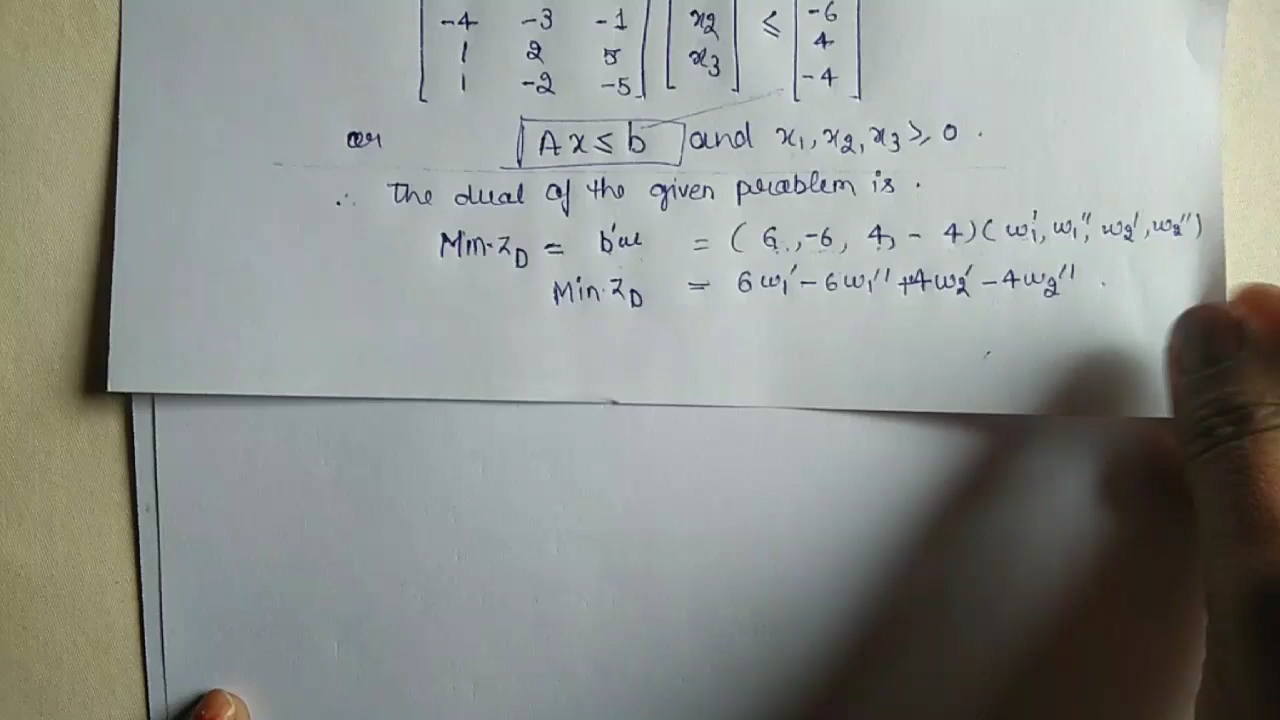 -4 -3 -1 x2 ≤ -6
1 2 5 x3 4
1 -2 -5 -4
or Ax ≤ b and x1, x2, x3 ≥ 0 .
∴ The dual of the given problem is .
Min. ZD = b'w = ( 6 , -6, 4, - 4)( w1', w1'', w2', w2'')
Min. ZD = 6w1' - 6w1'' + 4w2' - 4w2'' .